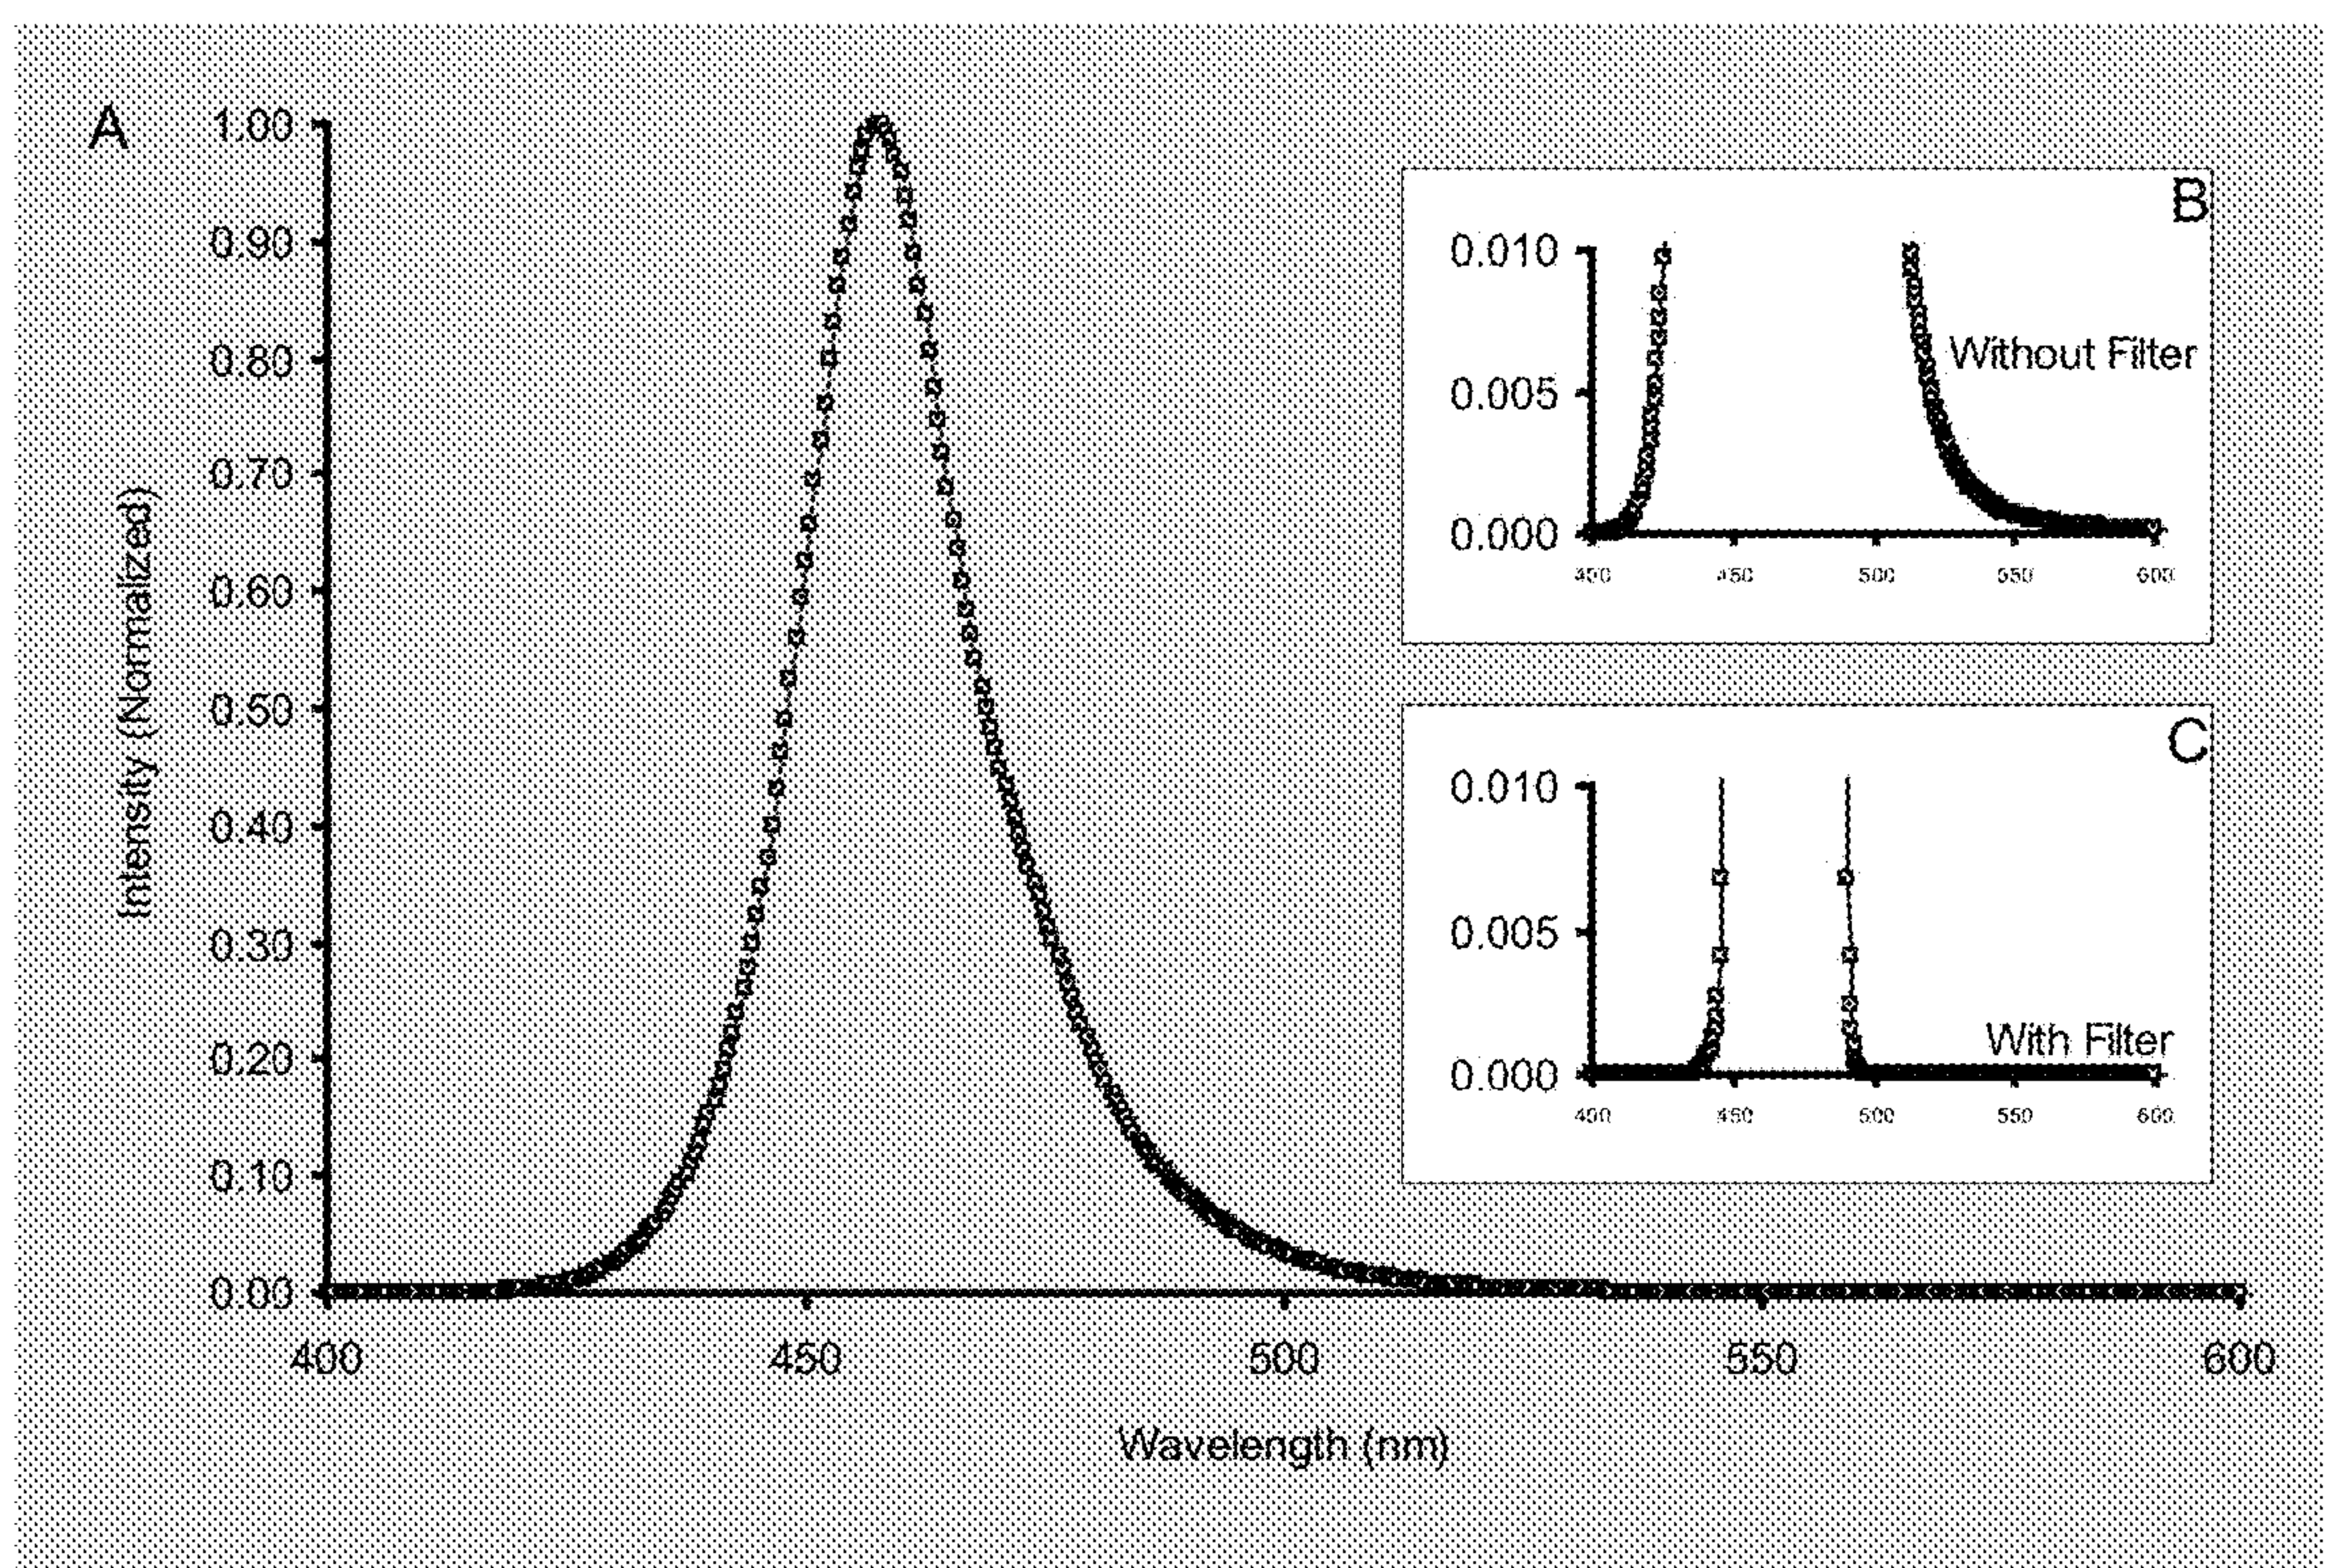 A
1.00
0.90
0.80
0.70
0.60
0.50
0.40
0.30
0.20
0.10
0.00
Intensity (Normalized)
400 450 500 550 600
Wavelength (nm)
B
0.010
0.005
0.000
Without Filter
400 450 500 550 600
C
0.010
0.005
0.000
With Filter
400 450 500 550 600